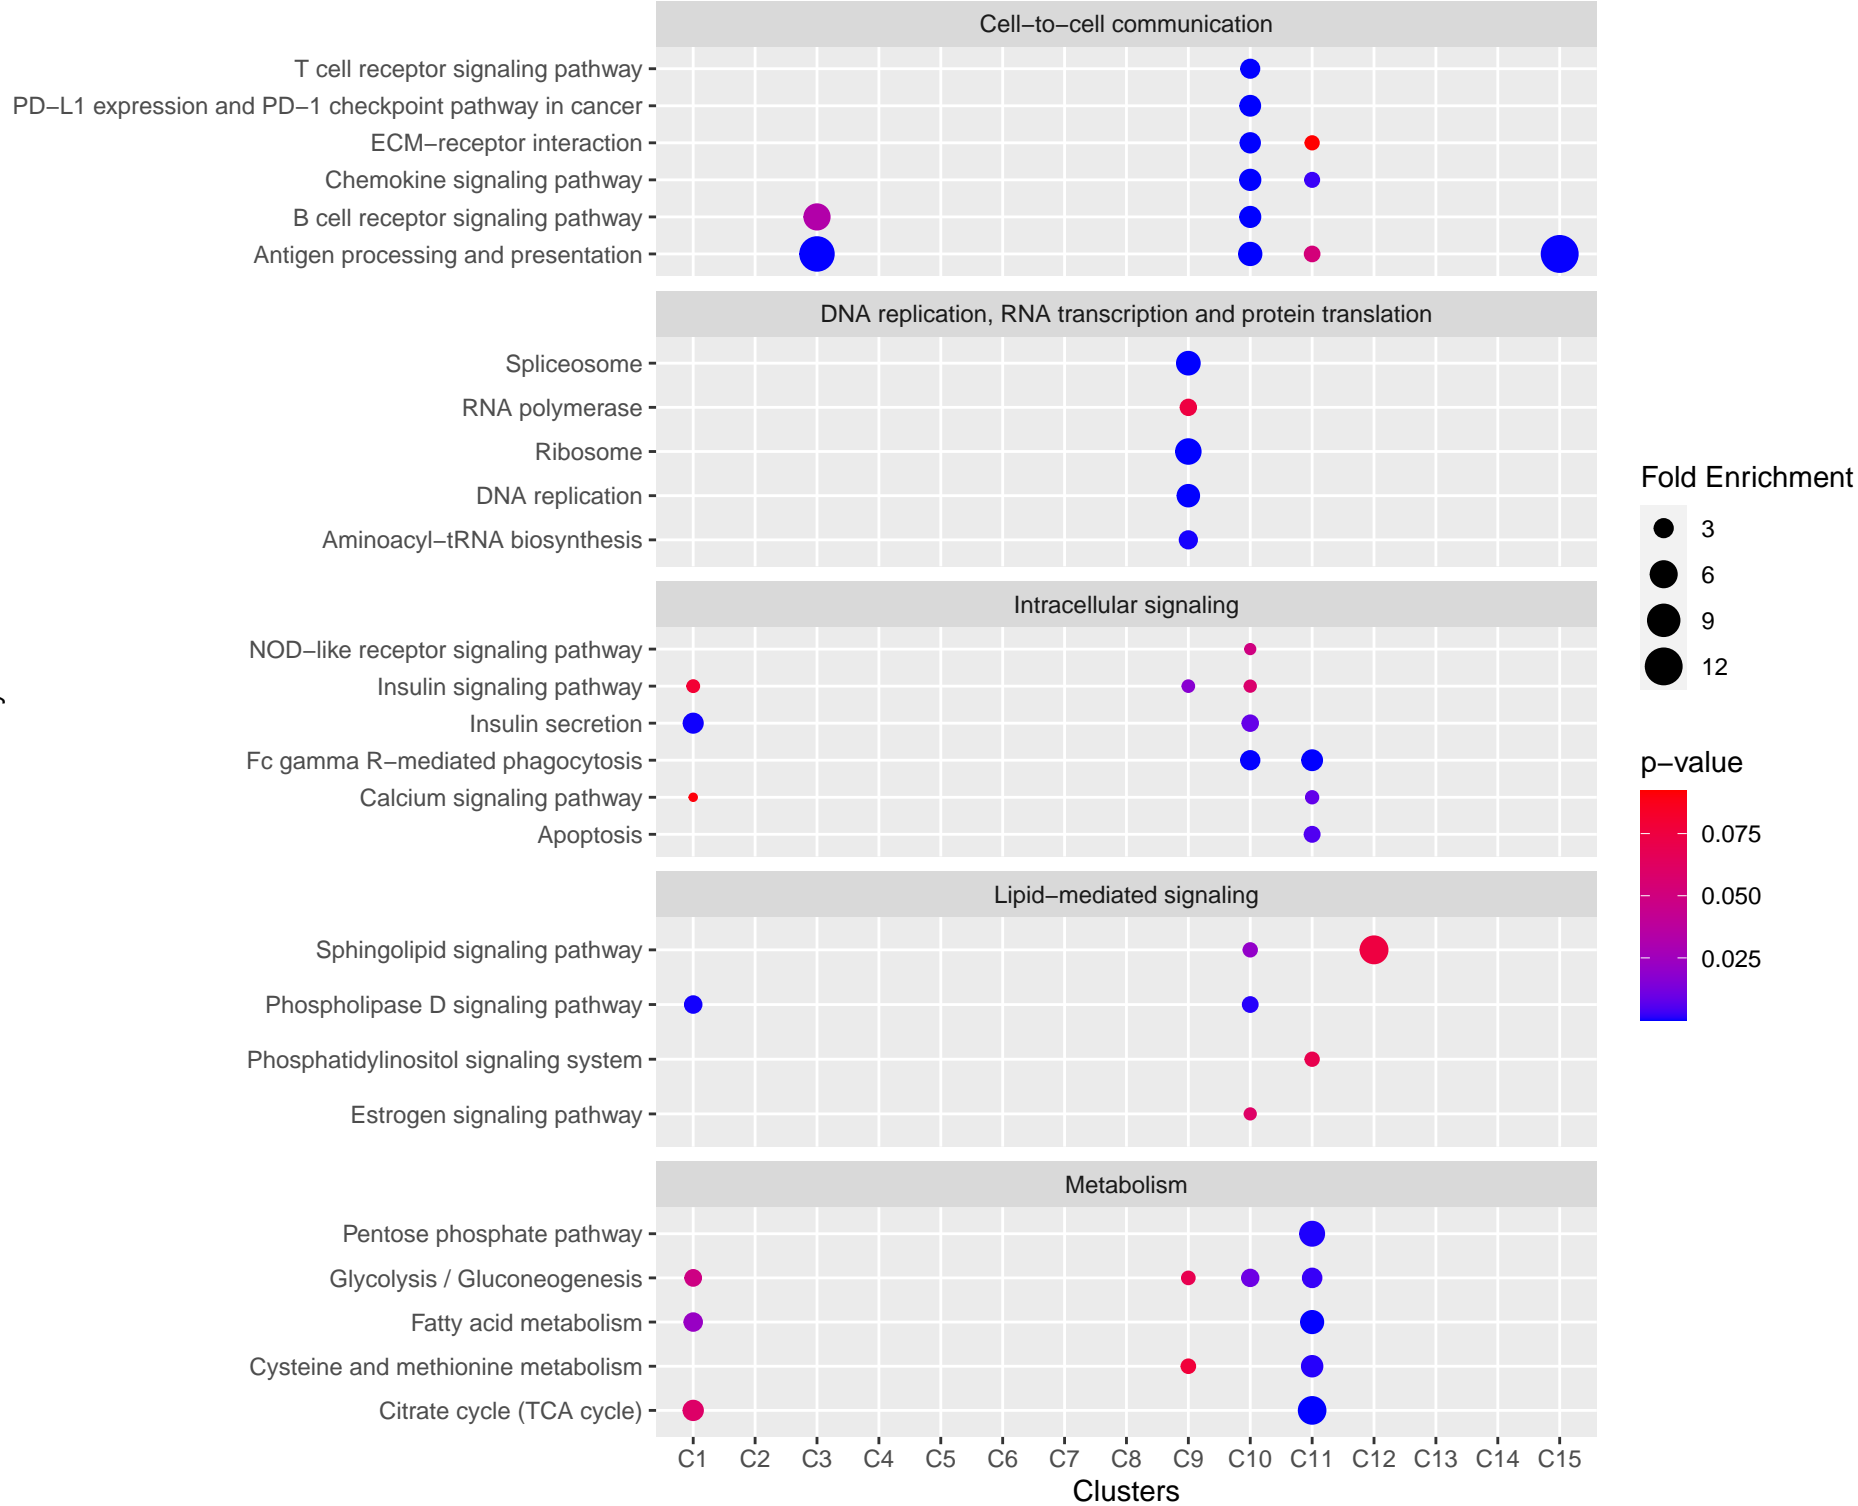 Cell−to−cell communication
T cell receptor signaling pathway
PD−L1 expression and PD−1 checkpoint pathway in cancer
ECM−receptor interaction
Chemokine signaling pathway
B cell receptor signaling pathway
Antigen processing and presentation
DNA replication, RNA transcription and protein translation
Spliceosome
RNA polymerase
Ribosome
DNA replication
Aminoacyl−tRNA biosynthesis
Intracellular signaling
NOD−like receptor signaling pathway
Insulin signaling pathway
Insulin secretion
Fc gamma R−mediated phagocytosis
Calcium signaling pathway
Apoptosis
Lipid−mediated signaling
Sphingolipid signaling pathway
Phospholipase D signaling pathway
Phosphatidylinositol signaling system
Estrogen signaling pathway
Metabolism
Pentose phosphate pathway
Glycolysis / Gluconeogenesis
Fatty acid metabolism
Cysteine and methionine metabolism
Citrate cycle (TCA cycle)
C1 C2 C3 C4 C5 C6 C7 C8 C9 C10 C11 C12 C13 C14 C15
Clusters
Fold Enrichment
3
6
9
12
p−value
0.075
0.050
0.025